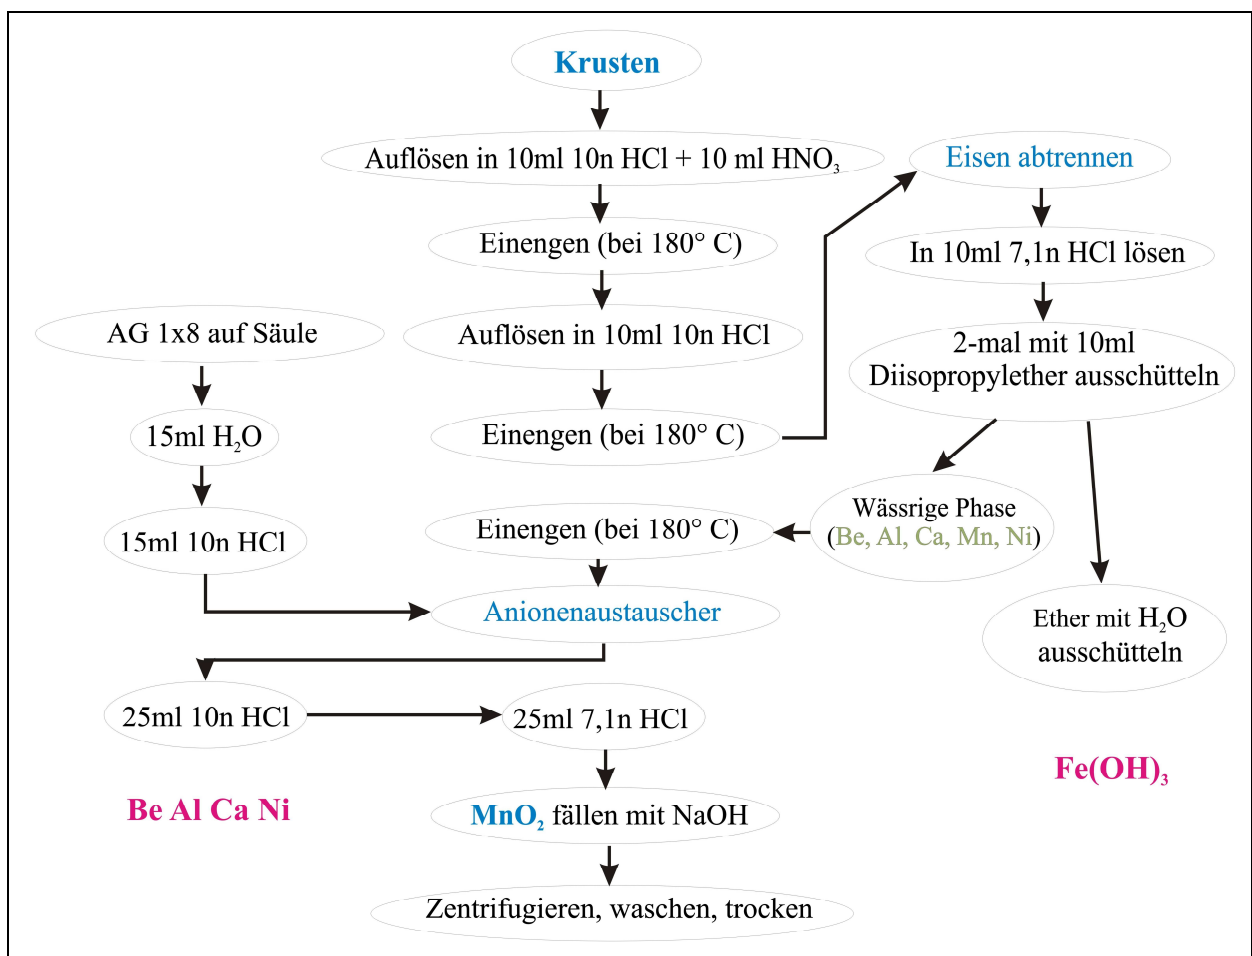 Krusten
Auflösen in 10ml 10n HCl + 10 ml HNO₃
Einengen (bei 180° C)
Auflösen in 10ml 10n HCl
Einengen (bei 180° C)
Eisen abtrennen
In 10ml 7,1n HCl lösen
2-mal mit 10ml
Diisopropylether ausschütteln
Wässrige Phase
(Be, Al, Ca, Mn, Ni)
Ether mit H₂O
ausschütteln
Fe(OH)₃
Einengen (bei 180° C)
AG 1x8 auf Säule
15ml H₂O
15ml 10n HCl
Anionenaustauscher
25ml 10n HCl
Be Al Ca Ni
25ml 7,1n HCl
MnO₂ fällen mit NaOH
Zentrifugieren, waschen, trocken